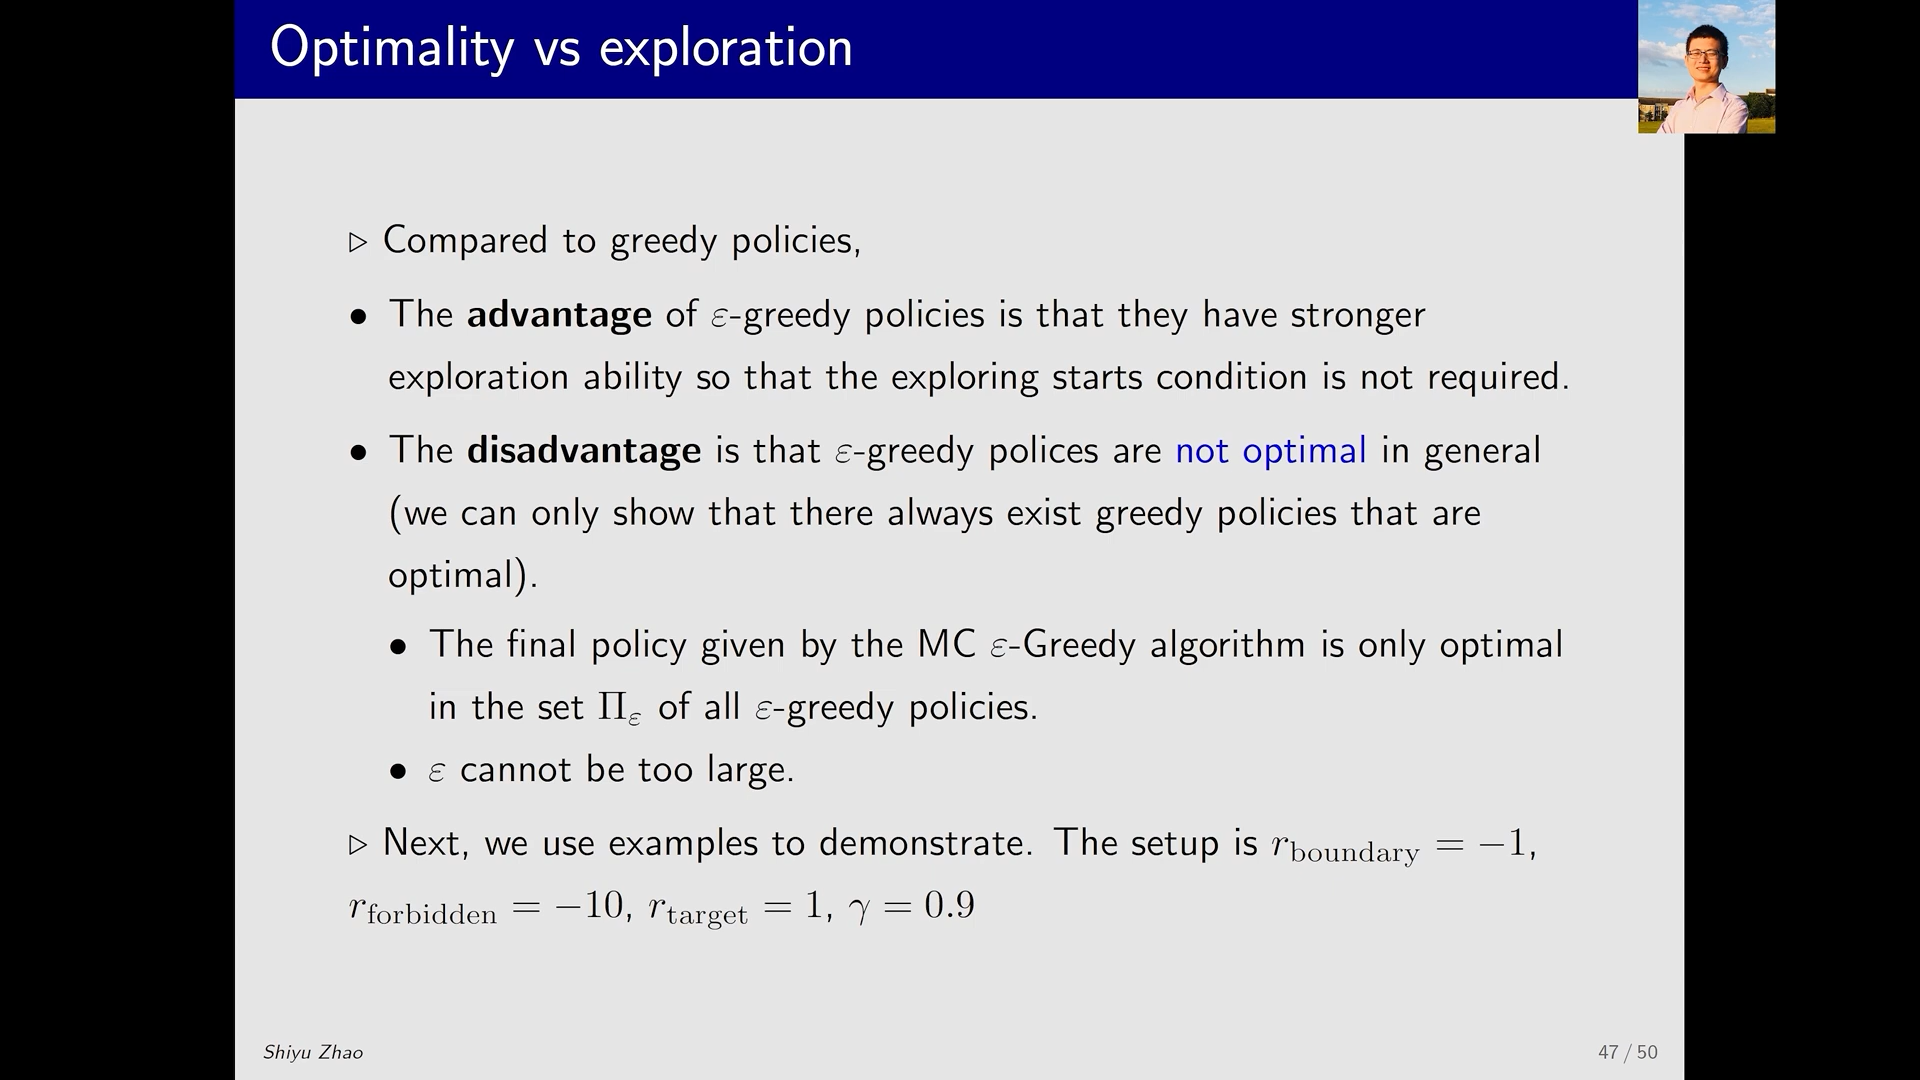 Optimality vs exploration
▷ Compared to greedy policies,
• The advantage of ε-greedy policies is that they have stronger
exploration ability so that the exploring starts condition is not required.
• The disadvantage is that ε-greedy polices are not optimal in general
(we can only show that there always exist greedy policies that are
optimal).
• The final policy given by the MC ε-Greedy algorithm is only optimal
in the set Π_ε of all ε-greedy policies.
• ε cannot be too large.
▷ Next, we use examples to demonstrate. The setup is r_boundary = −1,
r_forbidden = −10, r_target = 1, γ = 0.9
Shiyu Zhao
47 / 50